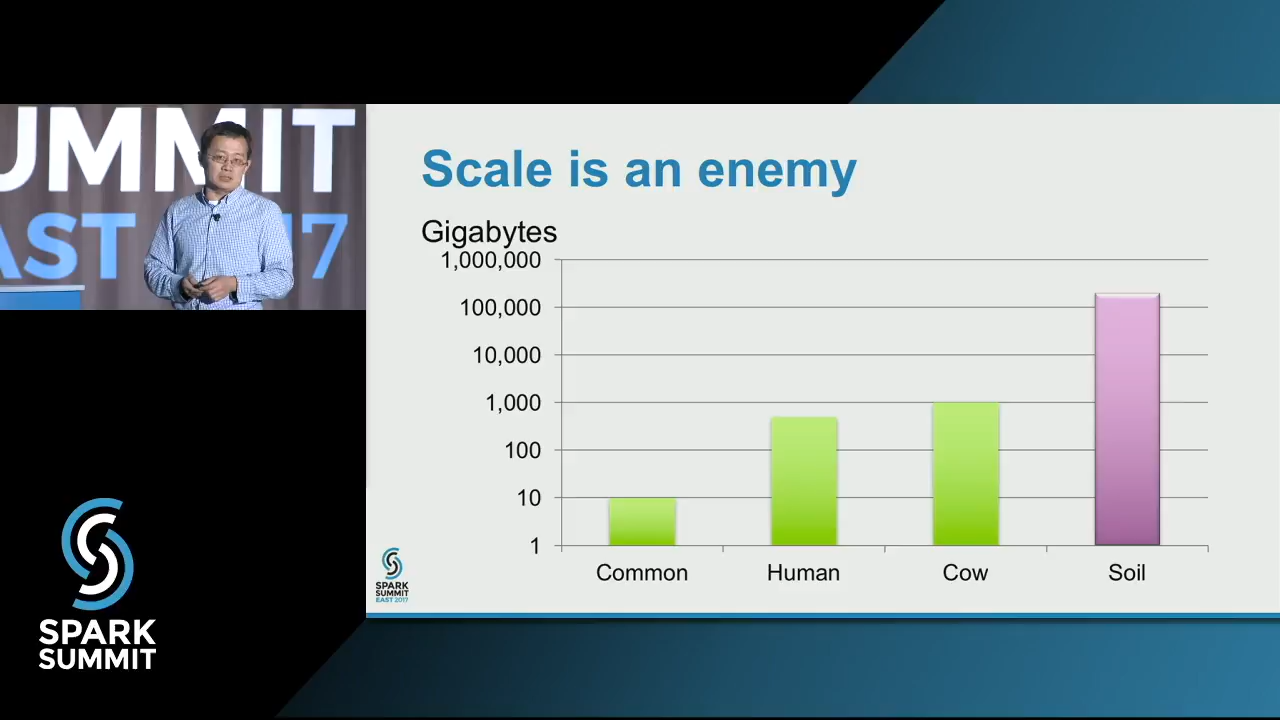 UMMIT
AST 17
Scale is an enemy
Gigabytes
1,000,000
100,000
10,000
1,000
100
10
1
Common Human Cow Soil
SPARK
SUMMIT
EAST 2017
SPARK
SUMMIT